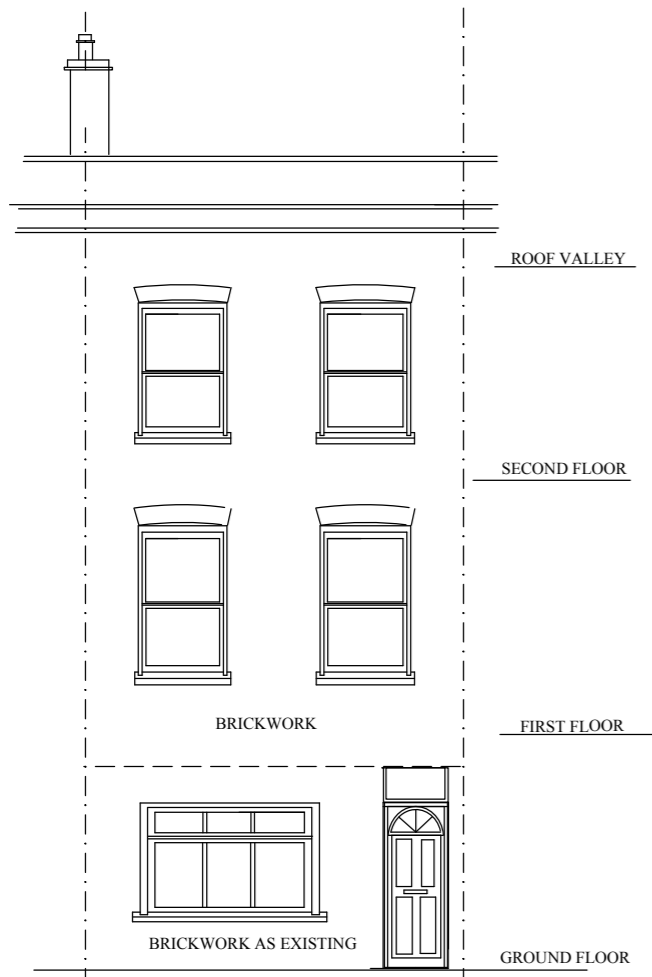 ROOF VALLEY
SECOND FLOOR
BRICKWORK
FIRST FLOOR
BRICKWORK AS EXISTING
GROUND FLOOR